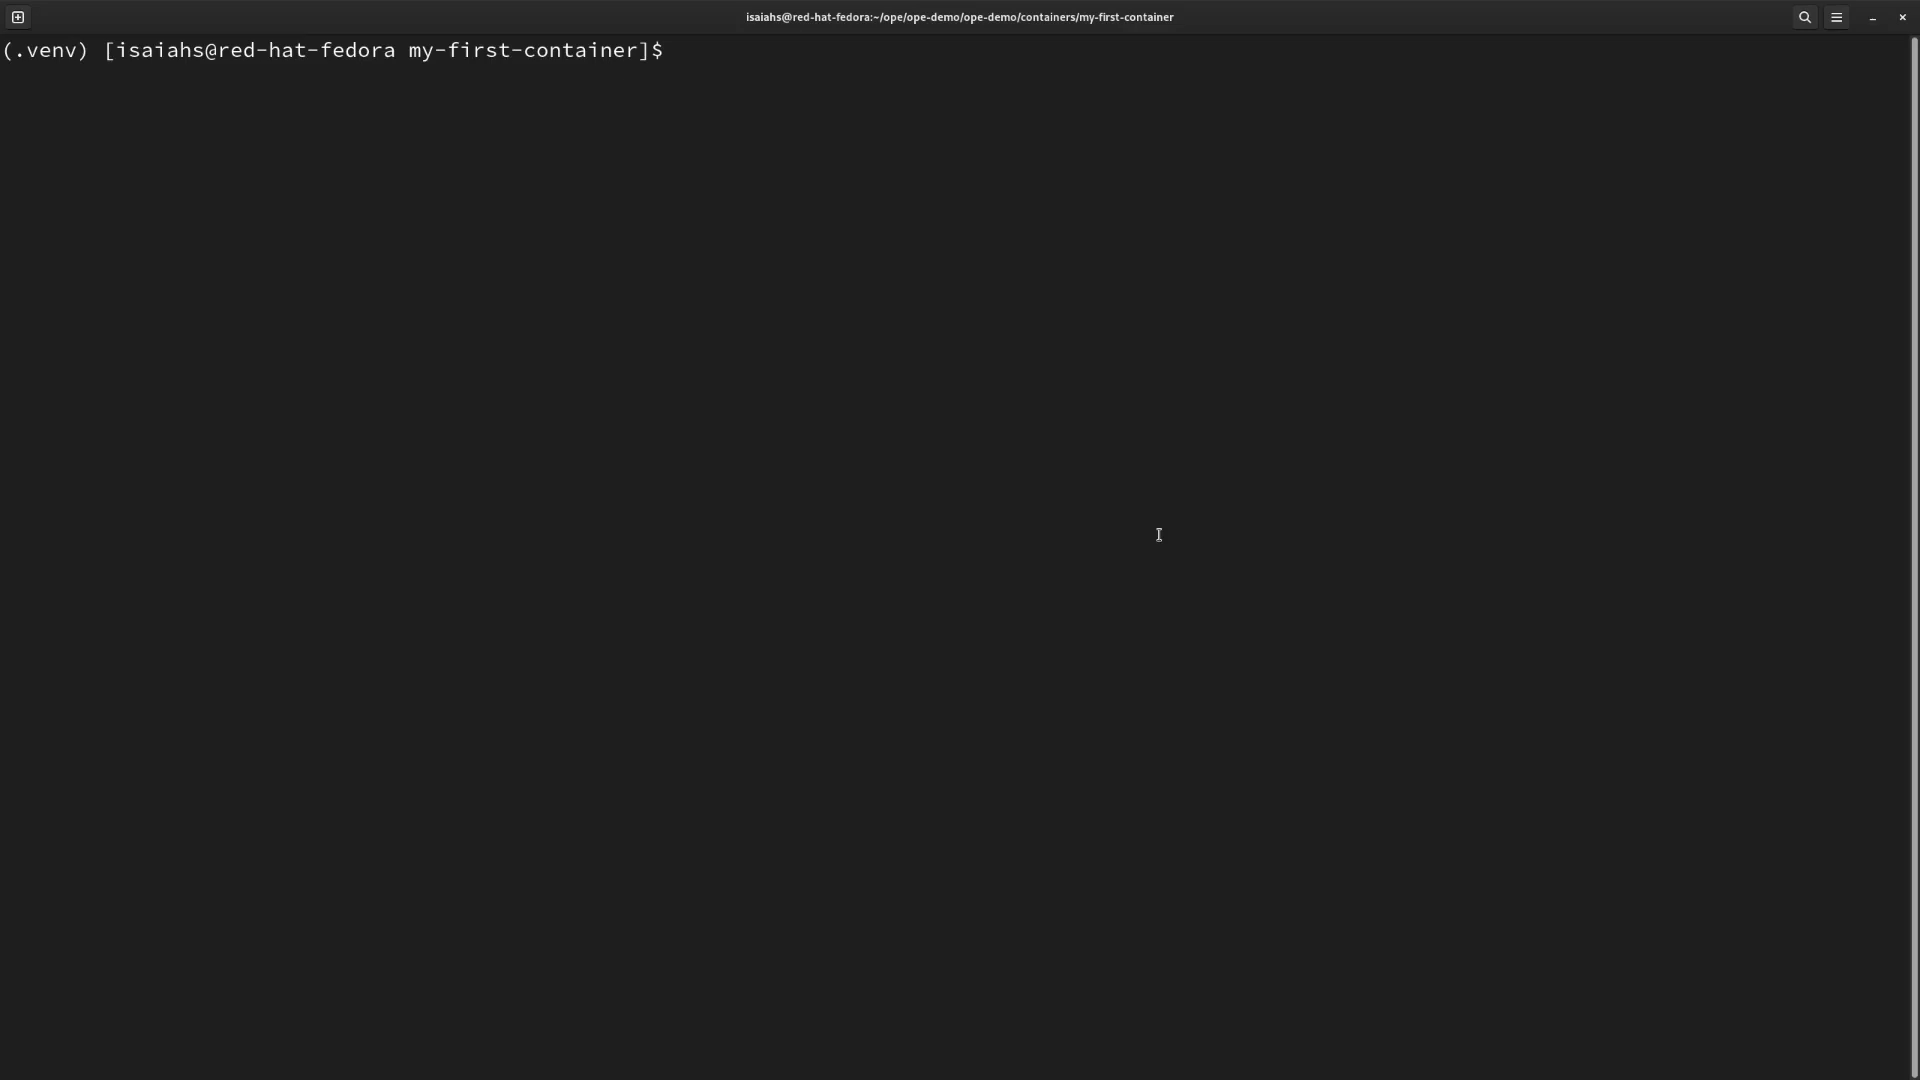 isaiahs@red-hat-fedora:~/ope/ope-demo/ope-demo/containers/my-first-container
(.venv) [isaiahs@red-hat-fedora my-first-container]$